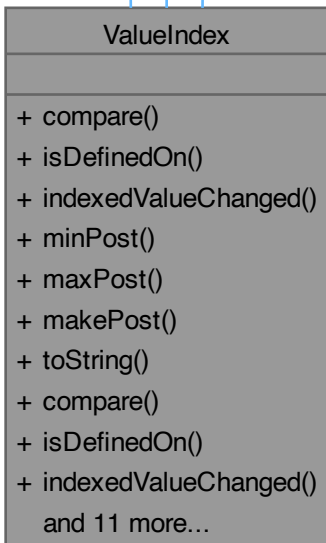 ValueIndex
+ compare()
+ isDefinedOn()
+ indexedValueChanged()
+ minPost()
+ maxPost()
+ makePost()
+ toString()
+ compare()
+ isDefinedOn()
+ indexedValueChanged()
and 11 more...